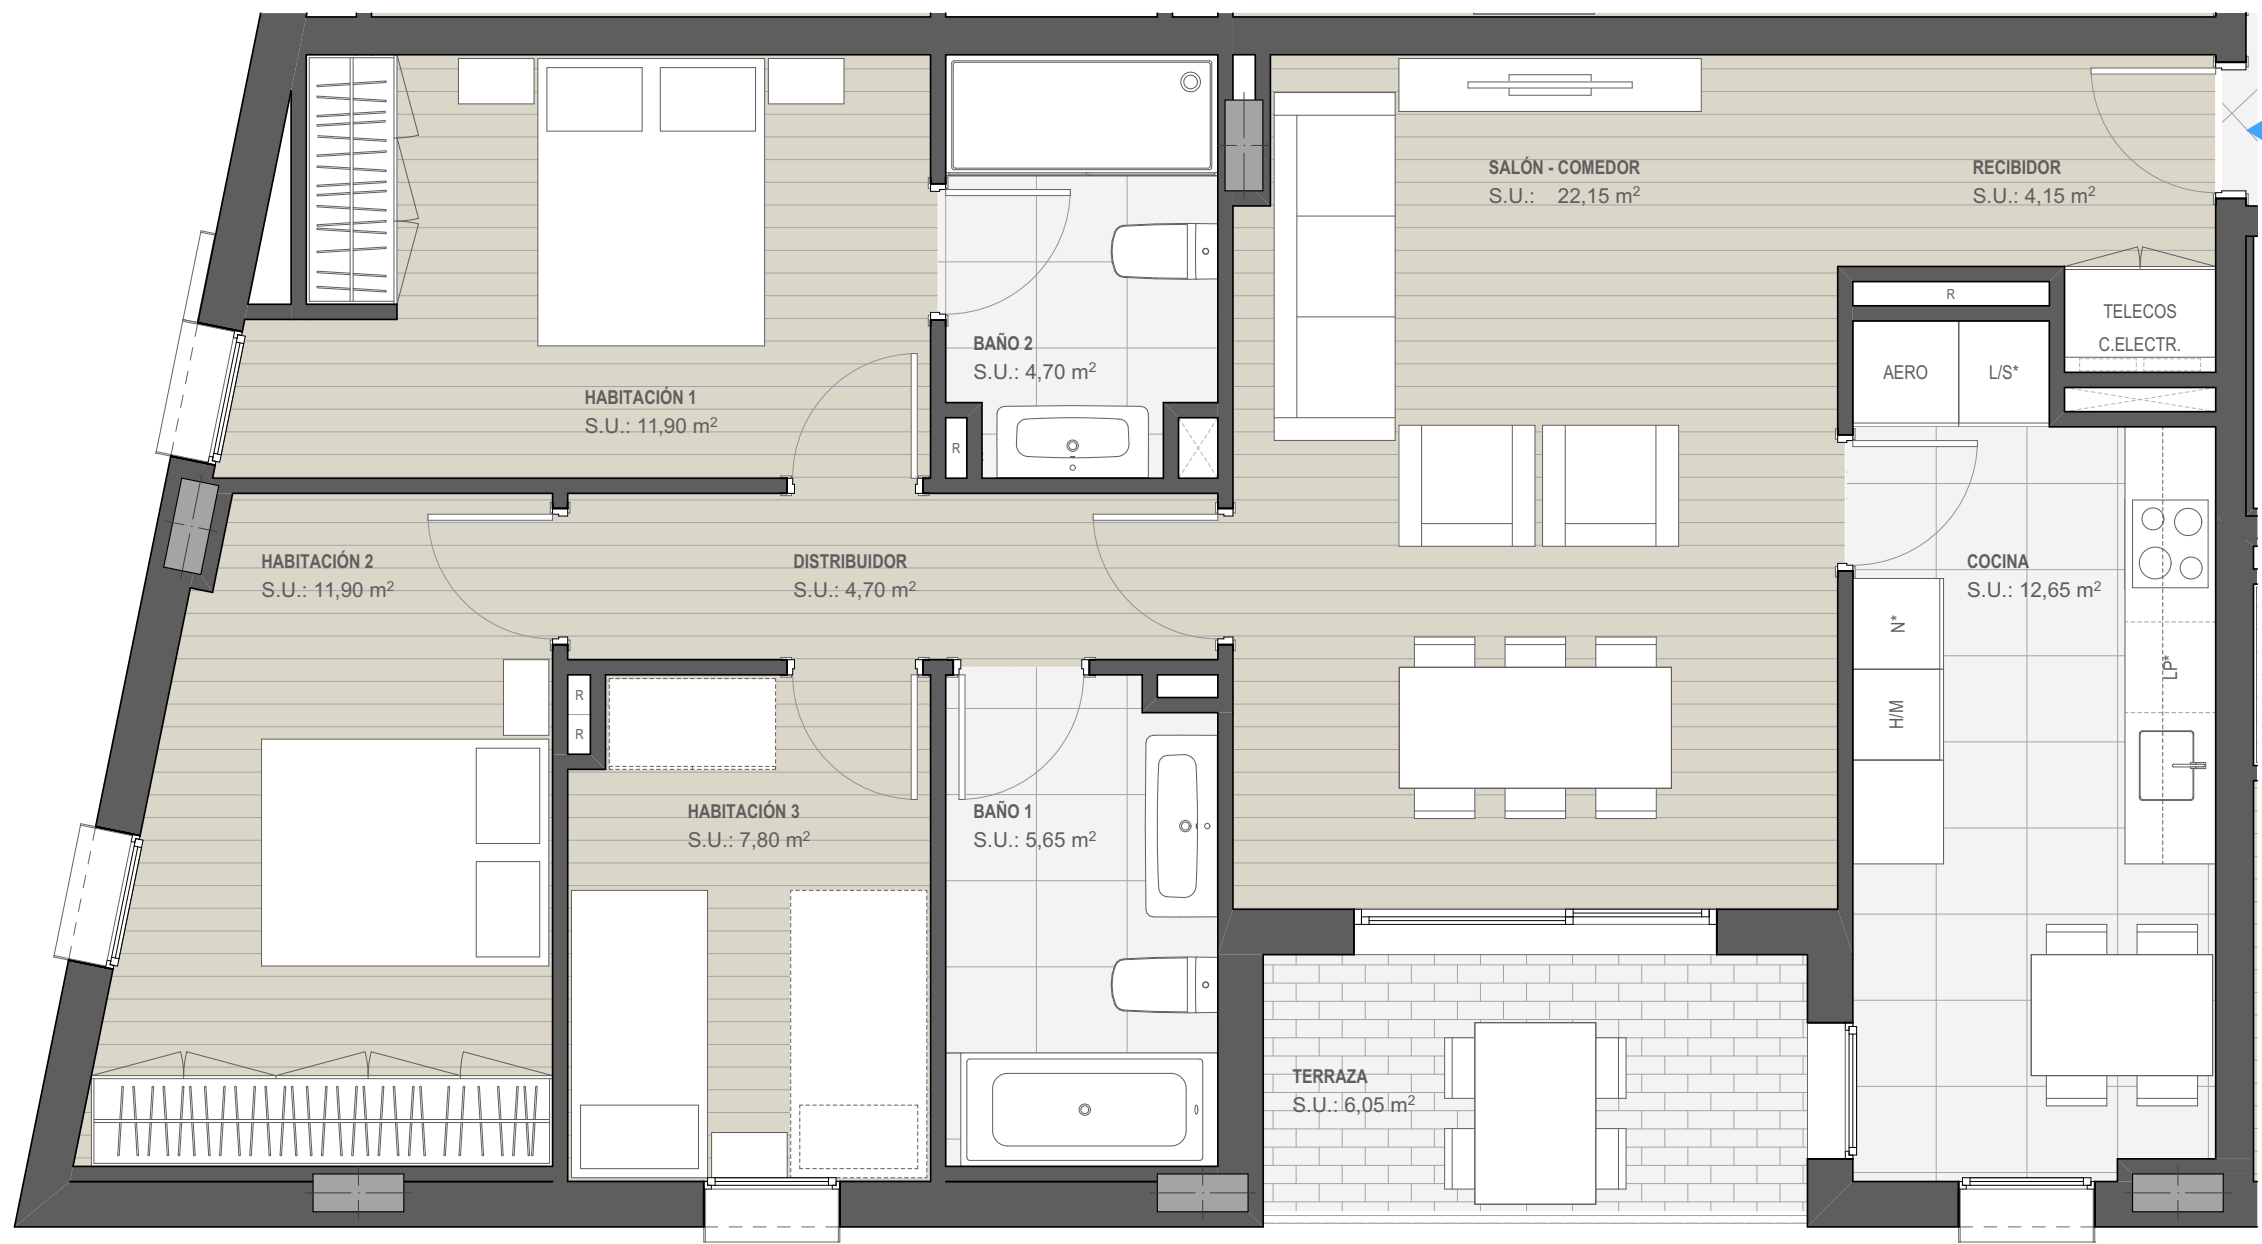 SALÓN - COMEDOR
S.U.: 22,15 m²
RECIBIDOR
S.U.: 4,15 m²
R
TELECOS
C.ELECTR.
AERO
L/S*
BAÑO 2
S.U.: 4,70 m²
HABITACIÓN 1
S.U.: 11,90 m²
R
HABITACIÓN 2
S.U.: 11,90 m²
DISTRIBUIDOR
S.U.: 4,70 m²
COCINA
S.U.: 12,65 m²
N*
LP*
H/M
R
R
HABITACIÓN 3
S.U.: 7,80 m²
BAÑO 1
S.U.: 5,65 m²
TERRAZA
S.U.: 6,05 m²